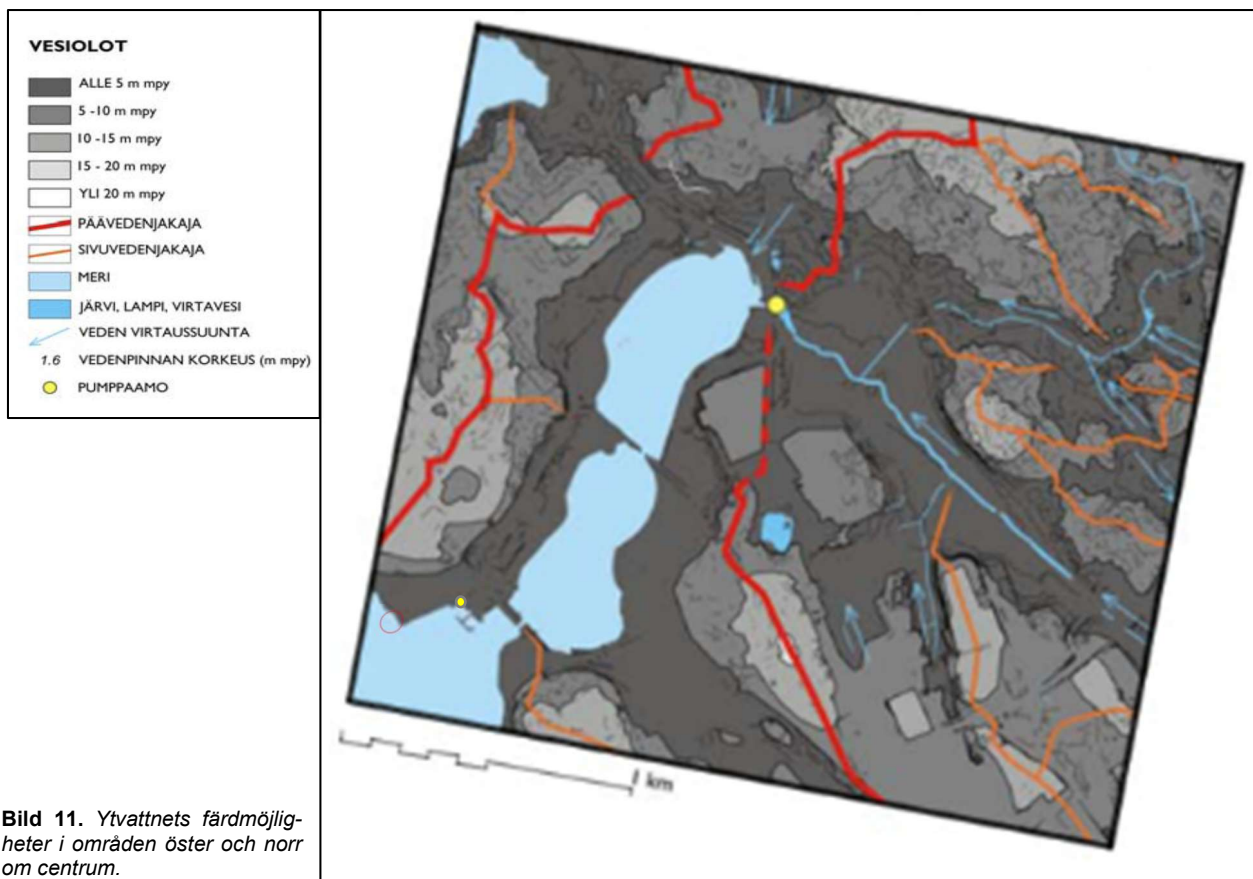 VESIOLOT
ALLE 5 m mpy
5 -10 m mpy
10 -15 m mpy
15 - 20 m mpy
YLI 20 m mpy
PÄÄVEDENJAKAJA
SIVUVEDENJAKAJA
MERI
JÄRVI, LAMPI, VIRTAVESI
VEDEN VIRTAUSSUUNTA
1.6 VEDENPINNAN KORKEUS (m mpy)
PUMPPAAMO
1 km
Bild 11. Ytvattnets färdmöjlig-
heter i områden öster och norr
om centrum.